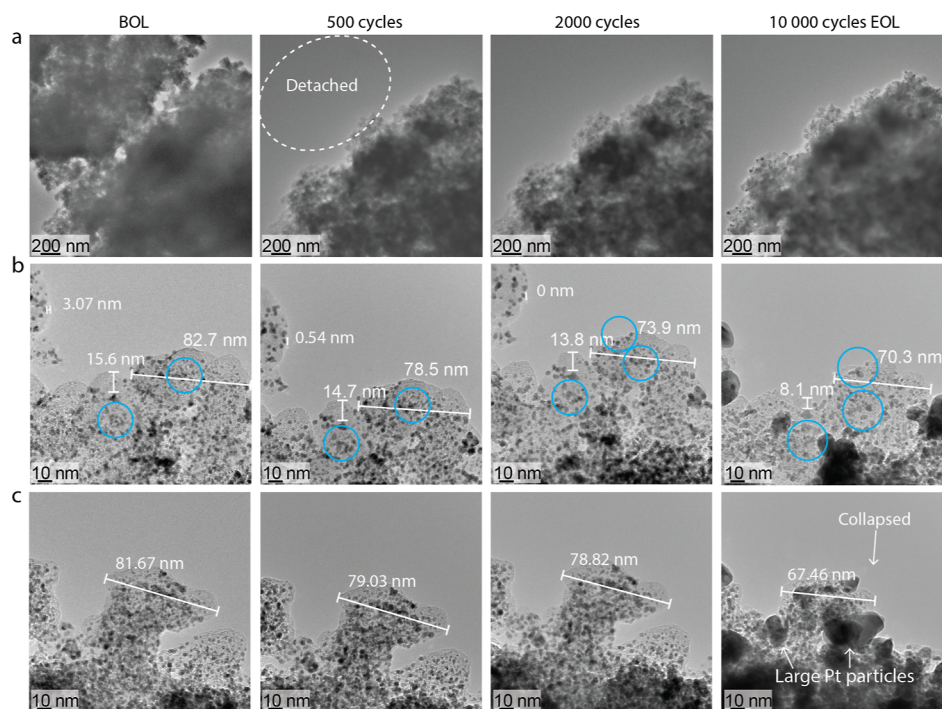 BOL
500 cycles
2000 cycles
10 000 cycles EOL
a
Detached
200 nm
200 nm
200 nm
200 nm
b
3.07 nm
82.7 nm
15.6 nm
10 nm
0.54 nm
78.5 nm
14.7 nm
10 nm
0 nm
73.9 nm
13.8 nm
10 nm
70.3 nm
8.1 nm
10 nm
c
81.67 nm
10 nm
79.03 nm
10 nm
78.82 nm
10 nm
Collapsed
67.46 nm
Large Pt particles
10 nm